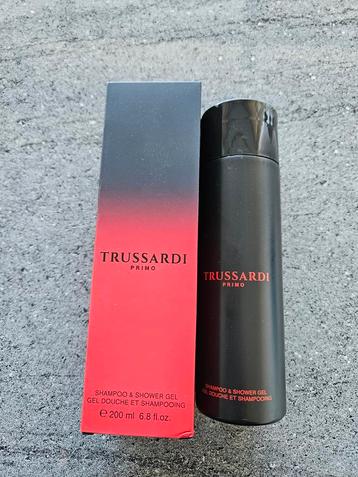 TRUSSARDI
PRIMO
SHAMPOO & SHOWER GEL
GEL DOUCHE ET SHAMPOOING
e 200 ml 6.8 fl.oz.
TRUSSARDI
PRIMO
SHAMPOO & SHOWER GEL
GEL DOUCHE ET SHAMPOOING